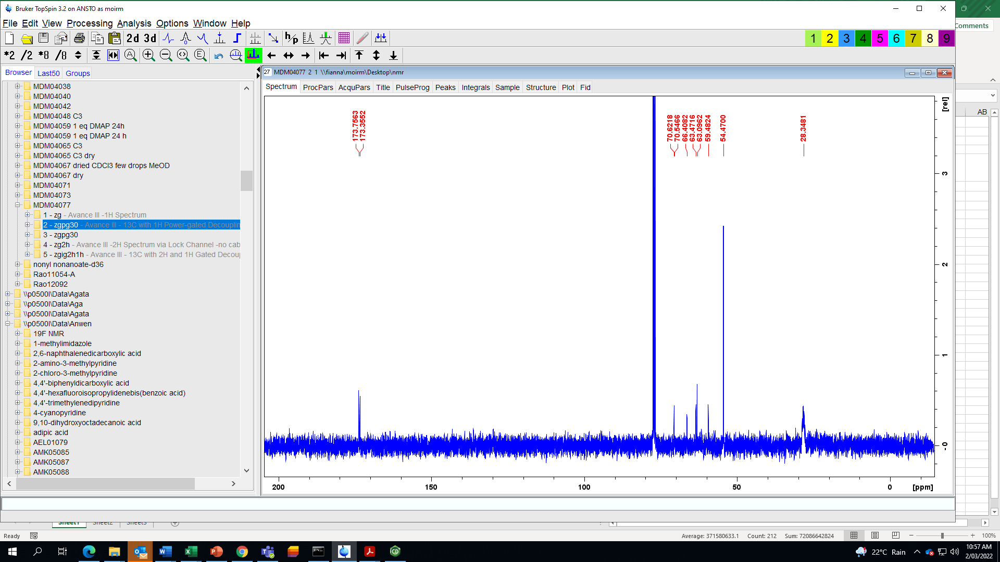 Bruker TopSpin 3.2 on ANSTO as moirm
File Edit View Processing Analysis Options Window Help
2d 3d
1 2 3 4 5 6 7 8 9
*2 /2 *8 /8
Comments
Browser Last50 Groups
MDM04038
MDM04040
MDM04042
MDM04048 C3
MDM04059 1 eq DMAP 24h
MDM04059 1 eq DMAP 24 h
MDM04065 C3
MDM04065 C3 dry
MDM04067 dried CDCl3 few drops MeOD
MDM04067 dry
MDM04071
MDM04073
MDM04077
1 - zg - Avance III -1H Spectrum
2 - zgpg30 - Avance III - 13C with 1H Power-gated Decouplin
3 - zgpg30
4 - zg2h - Avance III -2H Spectrum via Lock Channel -no cab
5 - zgig2h1h - Avance III - 13C with 2H and 1H Gated Decou
nonyl nonanoate-d36
Rao11054-A
Rao12092
\\p0500l\Data\Agata
\\p0500l\Data\Aga
\\p0500l\Data\Agata
\\p0500l\Data\Anwen
19F NMR
1-methylimidazole
2,6-naphthalenedicarboxylic acid
2-amino-3-methylpyridine
2-chloro-3-methylpyridine
4,4'-biphenyldicarboxylic acid
4,4'-hexafluoroisopropylidenebis(benzoic acid)
4,4'-trimethylenedipyridine
4-cyanopyridine
9,10-dihydroxyoctadecanoic acid
adipic acid
AEL01079
AMK05085
AMK05087
AMK05088
27 MDM04077 2 1 \\fianna\moirm\Desktop\nmr
Spectrum ProcPars AcquPars Title PulseProg Peaks Integrals Sample Structure Plot Fid
173.7563
173.3552
70.6218
70.5466
66.4082
63.4716
63.0962
59.4824
54.4700
28.3481
[rel]
3
2
1
-0
200 150 100 50 0 [ppm]
AB
Sheet1 Sheet2 Sheet3
Ready
Average: 371580633.1 Count: 212 Sum: 72086642824
100%
22°C Rain
10:57 AM
2/03/2022